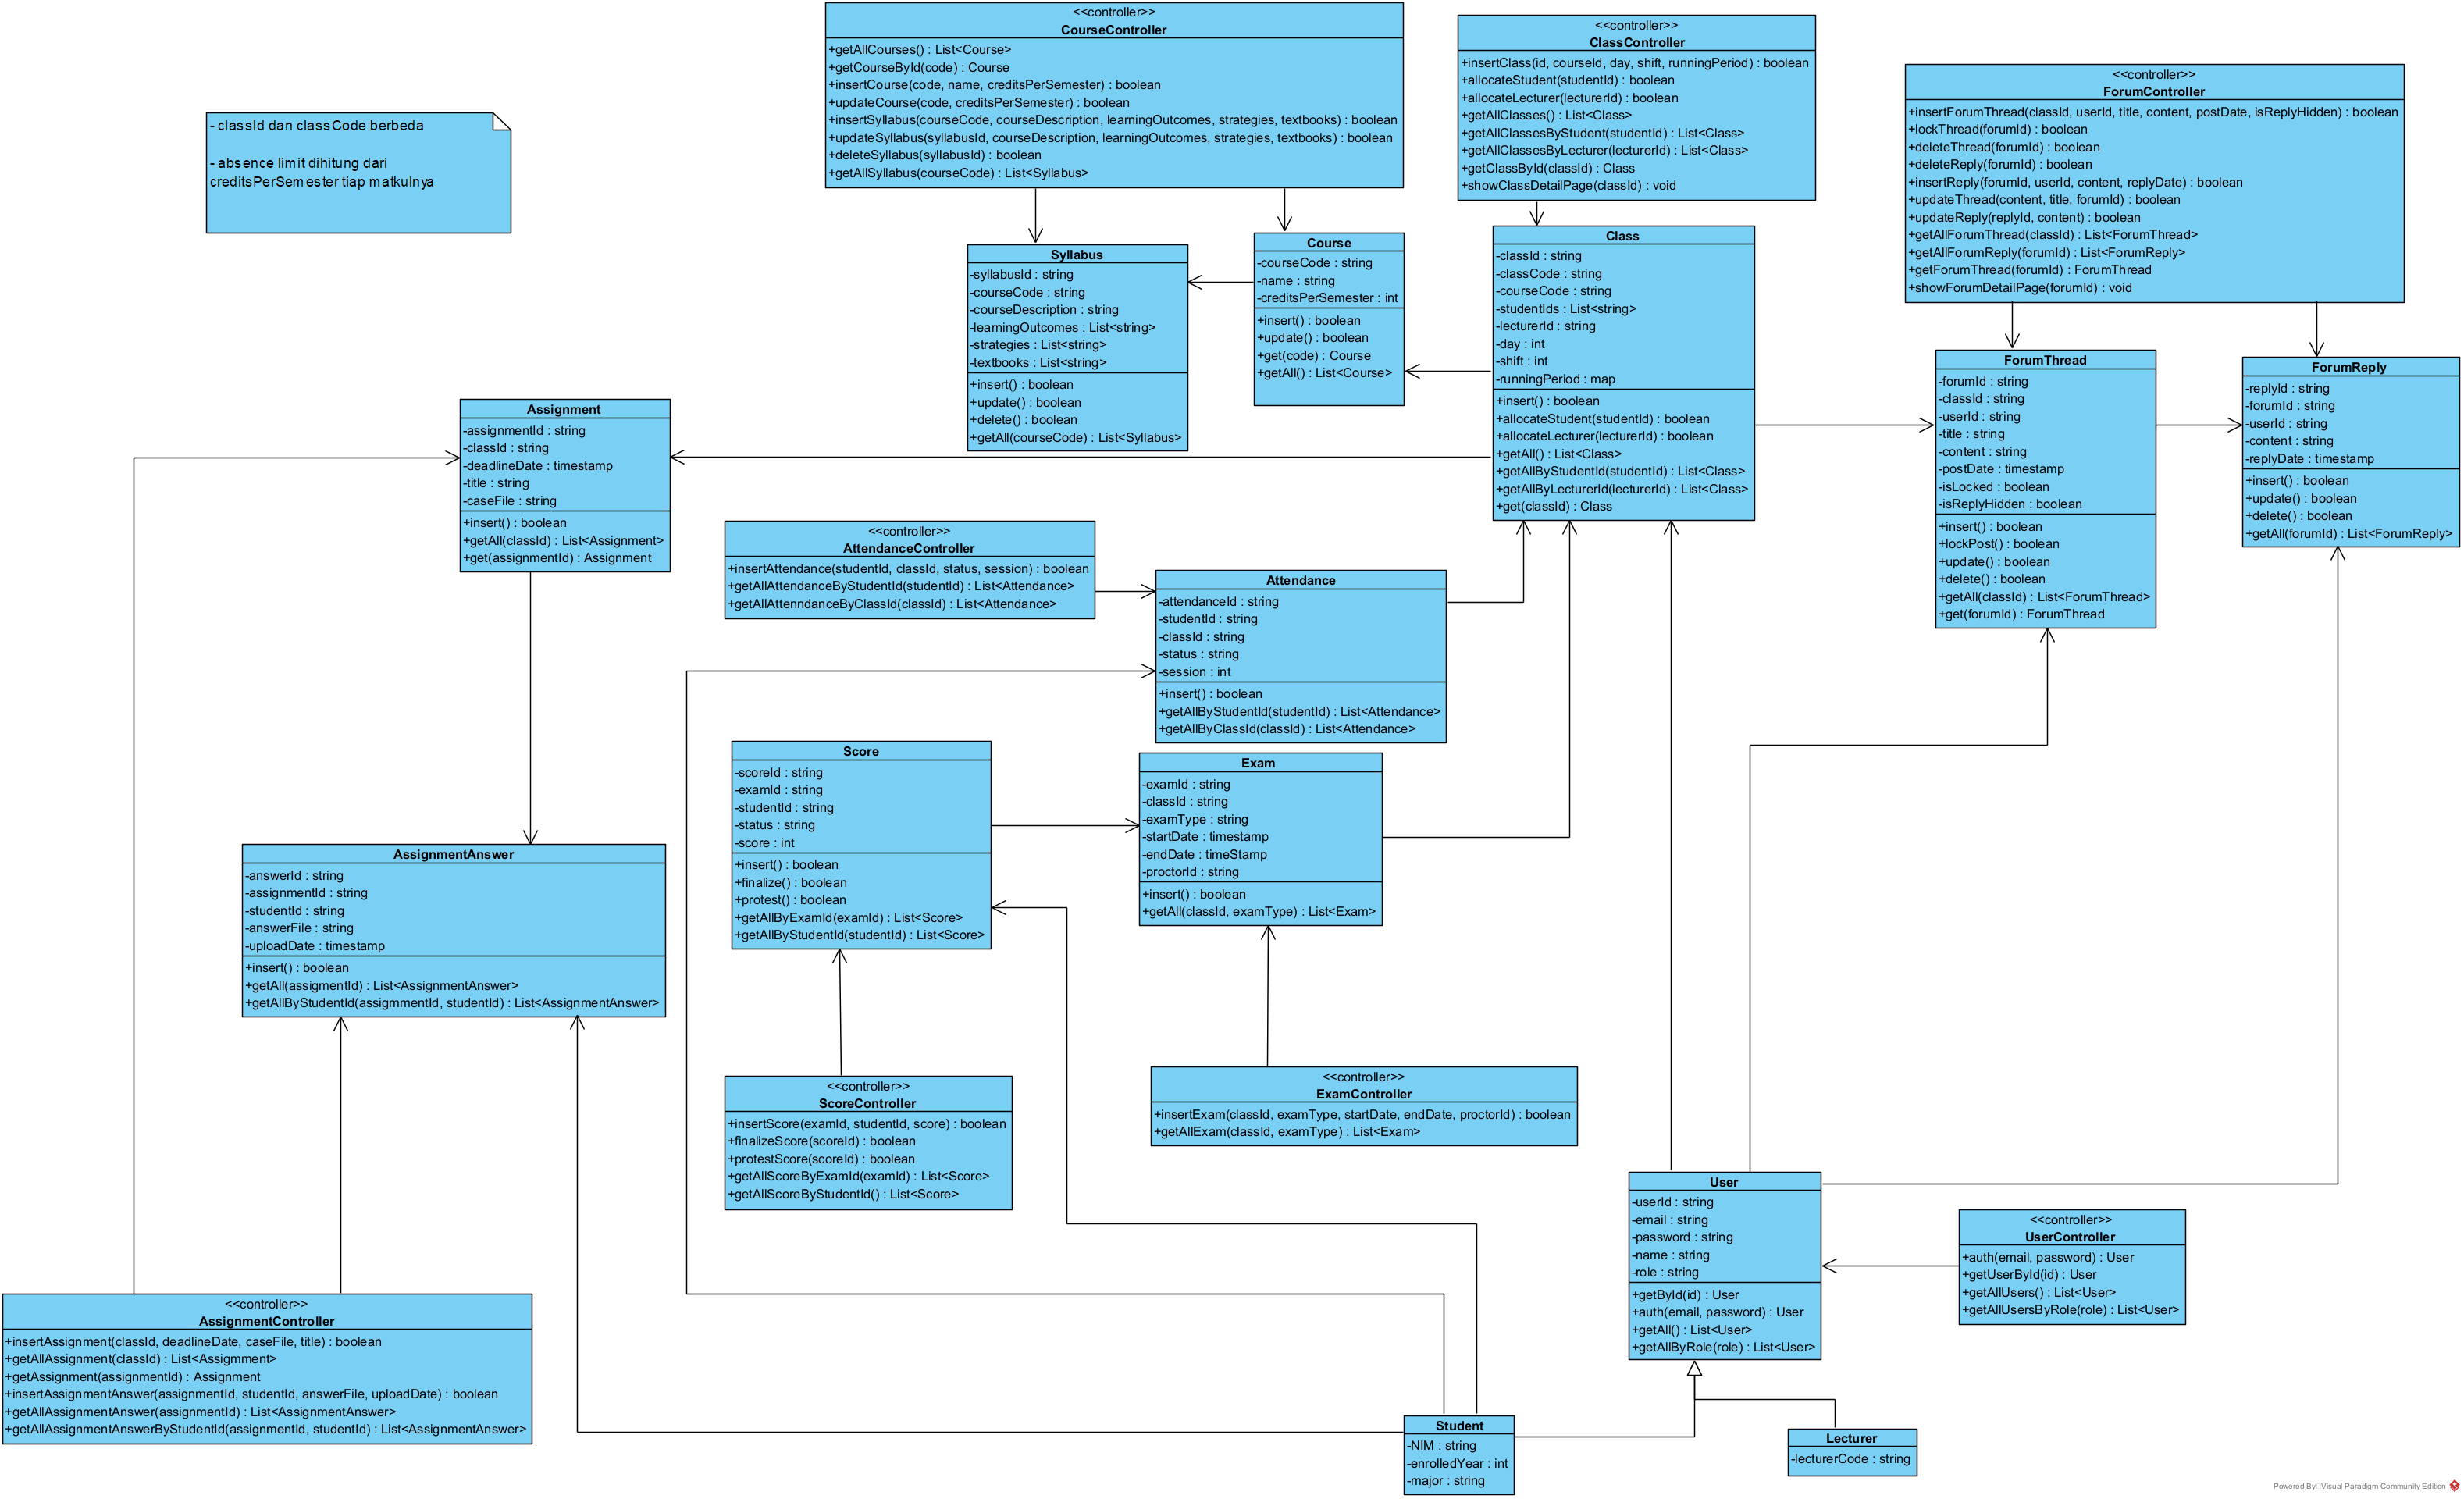 - classId dan classCode berbeda
- absence limit dihitung dari
creditsPerSemester tiap matkulnya
<<controller>>
CourseController
+getAllCourses() : List<Course>
+getCourseById(code) : Course
+insertCourse(code, name, creditsPerSemester) : boolean
+updateCourse(code, creditsPerSemester) : boolean
+insertSyllabus(courseCode, courseDescription, learningOutcomes, strategies, textbooks) : boolean
+updateSyllabus(syllabusId, courseDescription, learningOutcomes, strategies, textbooks) : boolean
+deleteSyllabus(syllabusId) : boolean
+getAllSyllabus(courseCode) : List<Syllabus>
<<controller>>
ClassController
+insertClass(id, courseId, day, shift, runningPeriod) : boolean
+allocateStudent(studentId) : boolean
+allocateLecturer(lecturerId) : boolean
+getAllClasses() : List<Class>
+getAllClassesByStudent(studentId) : List<Class>
+getAllClassesByLecturer(lecturerId) : List<Class>
+getClassById(classId) : Class
+showClassDetailPage(classId) : void
<<controller>>
ForumController
+insertForumThread(classId, userId, title, content, postDate, isReplyHidden) : boolean
+lockThread(forumId) : boolean
+deleteThread(forumId) : boolean
+deleteReply(forumId) : boolean
+insertReply(forumId, userId, content, replyDate) : boolean
+updateThread(content, title, forumId) : boolean
+updateReply(replyId, content) : boolean
+getAllForumThread(classId) : List<ForumThread>
+getAllForumReply(forumId) : List<ForumReply>
+getForumThread(forumId) : ForumThread
+showForumDetailPage(forumId) : void
Syllabus
-syllabusId : string
-courseCode : string
-courseDescription : string
-learningOutcomes : List<string>
-strategies : List<string>
-textbooks : List<string>
+insert() : boolean
+update() : boolean
+delete() : boolean
+getAll(courseCode) : List<Syllabus>
Course
-courseCode : string
-name : string
-creditsPerSemester : int
+insert() : boolean
+update() : boolean
+get(code) : Course
+getAll() : List<Course>
Class
-classId : string
-classCode : string
-courseCode : string
-studentIds : List<string>
-lecturerId : string
-day : int
-shift : int
-runningPeriod : map
+insert() : boolean
+allocateStudent(studentId) : boolean
+allocateLecturer(lecturerId) : boolean
+getAll() : List<Class>
+getAllByStudentId(studentId) : List<Class>
+getAllByLecturerId(lecturerId) : List<Class>
+get(classId) : Class
ForumThread
-forumId : string
-classId : string
-userId : string
-title : string
-content : string
-postDate : timestamp
-isLocked : boolean
-isReplyHidden : boolean
+insert() : boolean
+lockPost() : boolean
+update() : boolean
+delete() : boolean
+getAll(classId) : List<ForumThread>
+get(forumId) : ForumThread
ForumReply
-replyId : string
-forumId : string
-userId : string
-content : string
-replyDate : timestamp
+insert() : boolean
+update() : boolean
+delete() : boolean
+getAll(forumId) : List<ForumReply>
Assignment
-assignmentId : string
-classId : string
-deadlineDate : timestamp
-title : string
-caseFile : string
+insert() : boolean
+getAll(classId) : List<Assignment>
+get(assignmentId) : Assignment
<<controller>>
AttendanceController
+insertAttendance(studentId, classId, status, session) : boolean
+getAllAttendanceByStudentId(studentId) : List<Attendance>
+getAllAttenndanceByClassId(classId) : List<Attendance>
Attendance
-attendanceId : string
-studentId : string
-classId : string
-status : string
-session : int
+insert() : boolean
+getAllByStudentId(studentId) : List<Attendance>
+getAllByClassId(classId) : List<Attendance>
Score
-scoreId : string
-examId : string
-studentId : string
-status : string
-score : int
+insert() : boolean
+finalize() : boolean
+protest() : boolean
+getAllByExamId(examId) : List<Score>
+getAllByStudentId(studentId) : List<Score>
Exam
-examId : string
-classId : string
-examType : string
-startDate : timestamp
-endDate : timeStamp
-proctorId : string
+insert() : boolean
+getAll(classId, examType) : List<Exam>
AssignmentAnswer
-answerId : string
-assignmentId : string
-studentId : string
-answerFile : string
-uploadDate : timestamp
+insert() : boolean
+getAll(assigmentId) : List<AssignmentAnswer>
+getAllByStudentId(assigmmentId, studentId) : List<AssignmentAnswer>
<<controller>>
ScoreController
+insertScore(examId, studentId, score) : boolean
+finalizeScore(scoreId) : boolean
+protestScore(scoreId) : boolean
+getAllScoreByExamId(examId) : List<Score>
+getAllScoreByStudentId() : List<Score>
<<controller>>
ExamController
+insertExam(classId, examType, startDate, endDate, proctorId) : boolean
+getAllExam(classId, examType) : List<Exam>
User
-userId : string
-email : string
-password : string
-name : string
-role : string
+getById(id) : User
+auth(email, password) : User
+getAll() : List<User>
+getAllByRole(role) : List<User>
<<controller>>
UserController
+auth(email, password) : User
+getUserById(id) : User
+getAllUsers() : List<User>
+getAllUsersByRole(role) : List<User>
<<controller>>
AssignmentController
+insertAssignment(classId, deadlineDate, caseFile, title) : boolean
+getAllAssignment(classId) : List<Assigmment>
+getAssignment(assignmentId) : Assignment
+insertAssignmentAnswer(assignmentId, studentId, answerFile, uploadDate) : boolean
+getAllAssignmentAnswer(assignmentId) : List<AssignmentAnswer>
+getAllAssignmentAnswerByStudentId(assignmentId, studentId) : List<AssignmentAnswer>
Student
-NIM : string
-enrolledYear : int
-major : string
Lecturer
-lecturerCode : string
Powered By Visual Paradigm Community Edition